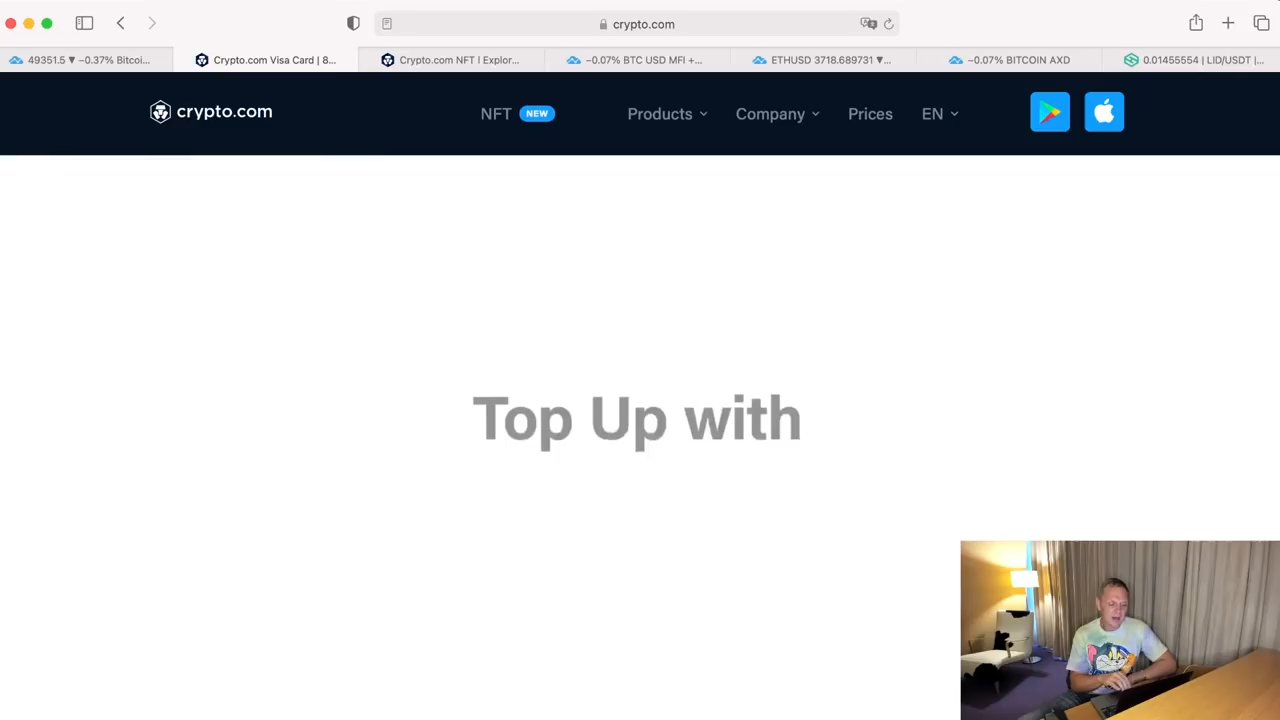 crypto.com
49351.5 ▼ −0.37% Bitcoi...
Crypto.com Visa Card | 8...
Crypto.com NFT | Explor...
−0.07% BTC USD MFI +...
ETHUSD 3718.689731 ▼...
−0.07% BITCOIN AXD
0.01455554 | LID/USDT |...
crypto.com
NFT NEW
Products
Company
Prices
EN
Top Up with